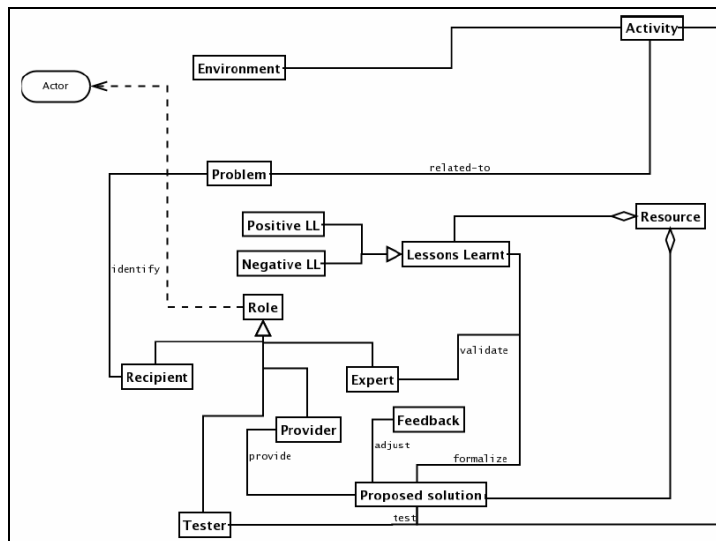 Activity
Environment
Actor
Problem
related-to
Positive LL
Resource
Negative LL
Lessons Learnt
identify
Role
validate
Recipient
Expert
Provider
Feedback
provide
adjust
formalize
Proposed solution
Tester
test